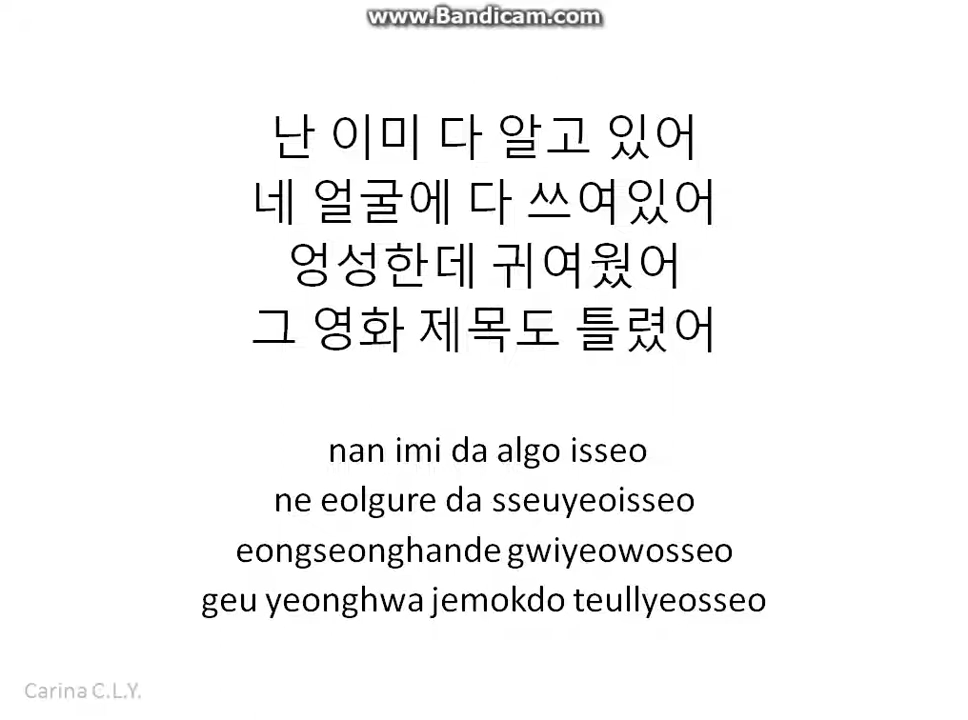 www.Bandicam.com
난 이미 다 알고 있어
네 얼굴에 다 쓰여있어
엉성한데 귀여웠어
그 영화 제목도 틀렸어
nan imi da algo isseo
ne eolgure da sseuyeoisseo
eongseonghande gwiyeowosseo
geu yeonghwa jemokdo teullyeosseo
Carina C.L.Y.